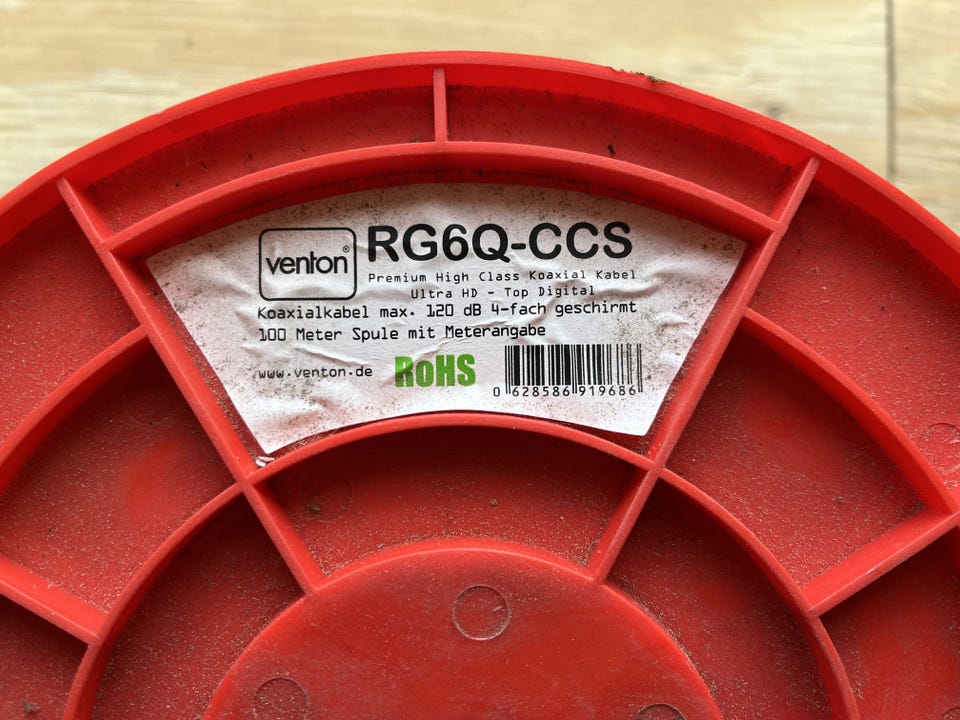 venton®
RG6Q-CCS
Premium High Class Koaxial Kabel
Ultra HD - Top Digital
Koaxialkabel max. 120 dB 4-fach geschirmt
100 Meter Spule mit Meterangabe
www.venton.de
RoHS
0 628586 919686